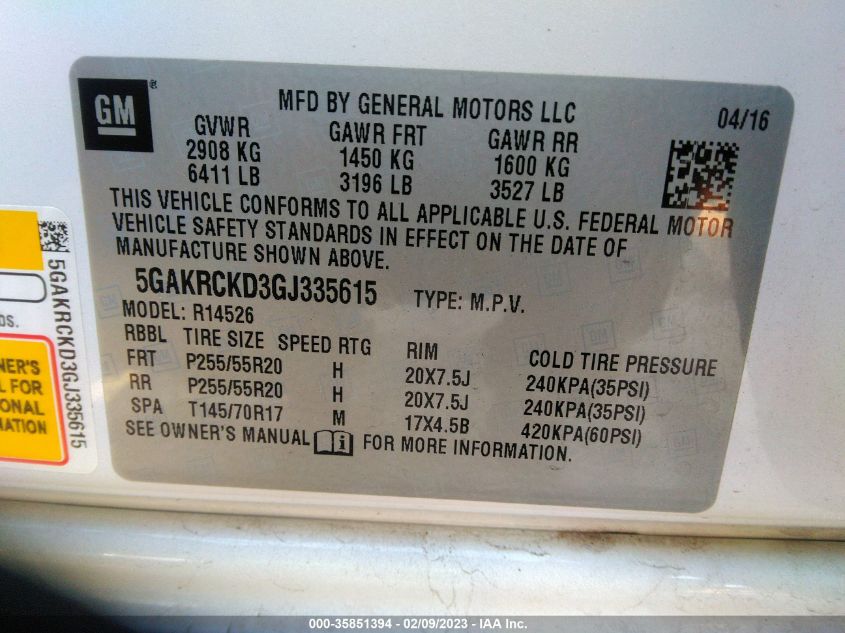 GM®
MFD BY GENERAL MOTORS LLC
04/16
GVWR GAWR FRT GAWR RR
2908 KG 1450 KG 1600 KG
6411 LB 3196 LB 3527 LB
THIS VEHICLE CONFORMS TO ALL APPLICABLE U.S. FEDERAL MOTOR
VEHICLE SAFETY STANDARDS IN EFFECT ON THE DATE OF
MANUFACTURE SHOWN ABOVE.
5GAKRCKD3GJ335615 TYPE: M.P.V.
MODEL: R14526
RBBL TIRE SIZE SPEED RTG RIM COLD TIRE PRESSURE
FRT P255/55R20 H 20X7.5J 240KPA(35PSI)
RR P255/55R20 H 20X7.5J 240KPA(35PSI)
SPA T145/70R17 M 17X4.5B 420KPA(60PSI)
SEE OWNER'S MANUAL FOR MORE INFORMATION.
5GAKRCKD3GJ335615
000-35851394 - 02/09/2023 - IAA Inc.